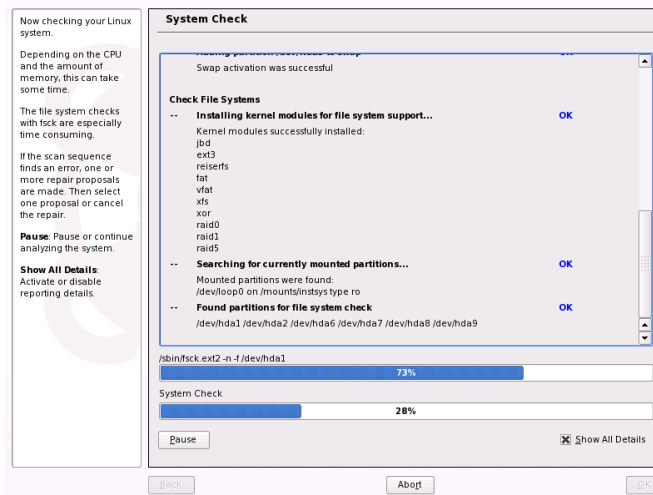 Now checking your Linux
system.
Depending on the CPU
and the amount of
memory, this can take
some time.
The file system checks
with fsck are especially
time consuming.
If the scan sequence
finds an error, one or
more repair proposals
are made. Then select
one proposal or cancel
the repair.
Pause: Pause or continue
analyzing the system.
Show All Details:
Activate or disable
reporting details.
System Check
Swap activation was successful
Check File Systems
-- Installing kernel modules for file system support... OK
Kernel modules successfully installed:
jbd
ext3
reiserfs
fat
vfat
xfs
xor
raid0
raid1
raid5
-- Searching for currently mounted partitions... OK
Mounted partitions were found:
/dev/loop0 on /mounts/instsys type ro
-- Found partitions for file system check OK
/dev/hda1 /dev/hda2 /dev/hda6 /dev/hda7 /dev/hda8 /dev/hda9
/sbin/fsck.ext2 -n -f /dev/hda1
73%
System Check
28%
Pause
Show All Details
Back
Abort
OK